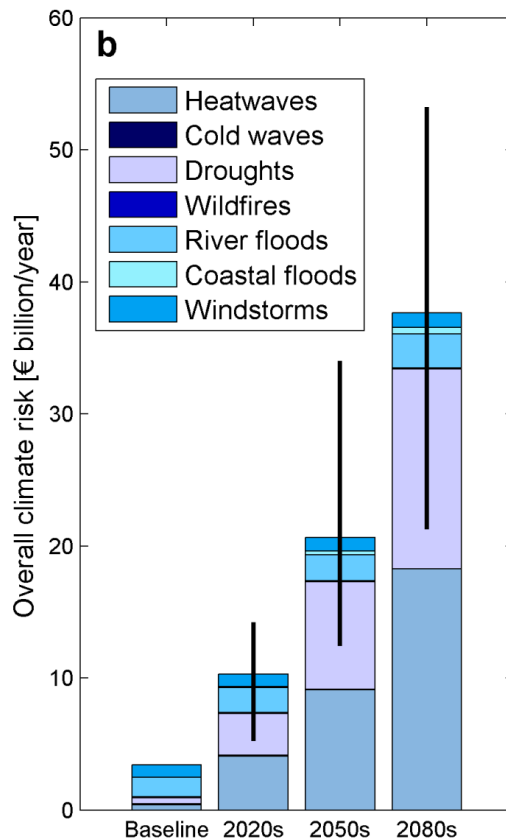 b
Heatwaves
Cold waves
Droughts
Wildfires
River floods
Coastal floods
Windstorms
Overall climate risk [€ billion/year]
60
50
40
30
20
10
0
Baseline 2020s 2050s 2080s